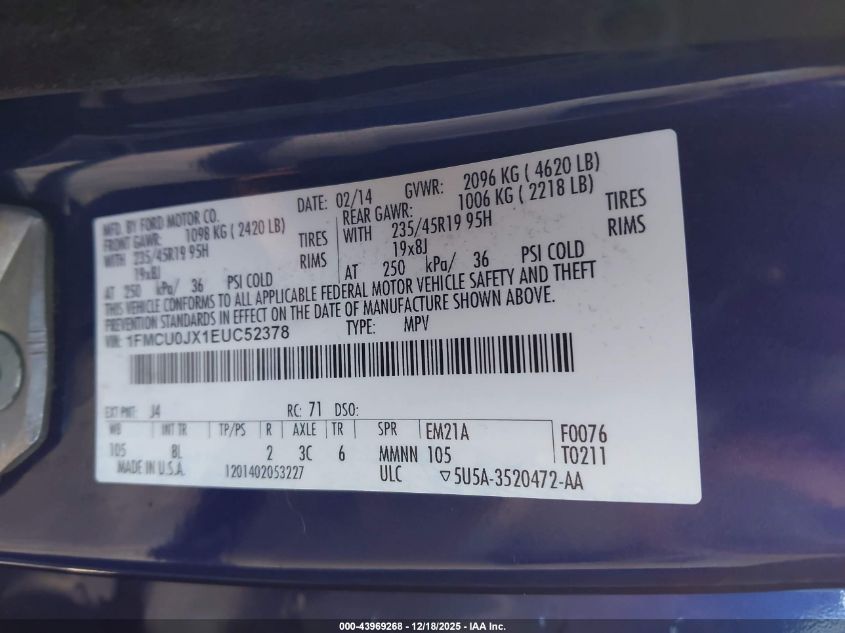 MFD. BY FORD MOTOR CO.
DATE: 02/14 GVWR: 2096 KG ( 4620 LB)
FRONT GAWR: 1098 KG ( 2420 LB) REAR GAWR: 1006 KG ( 2218 LB)
WITH 235/45R19 95H TIRES WITH 235/45R19 95H TIRES
19x8J RIMS 19x8J RIMS
AT 250 kPa/ 36 PSI COLD AT 250 kPa/ 36 PSI COLD
THIS VEHICLE CONFORMS TO ALL APPLICABLE FEDERAL MOTOR VEHICLE SAFETY AND THEFT
PREVENTION STANDARDS IN EFFECT ON THE DATE OF MANUFACTURE SHOWN ABOVE.
VIN: 1FMCU0JX1EUC52378 TYPE: MPV
EXT PNT: J4 RC: 71 DSO:
WB INT TR TP/PS R AXLE TR SPR EM21A F0076
105 8L 2 3C 6 MMNN 105 T0211
MADE IN U.S.A. 1201402053227 ULC ▽5U5A-3520472-AA
000-43969268 - 12/18/2025 - IAA Inc.